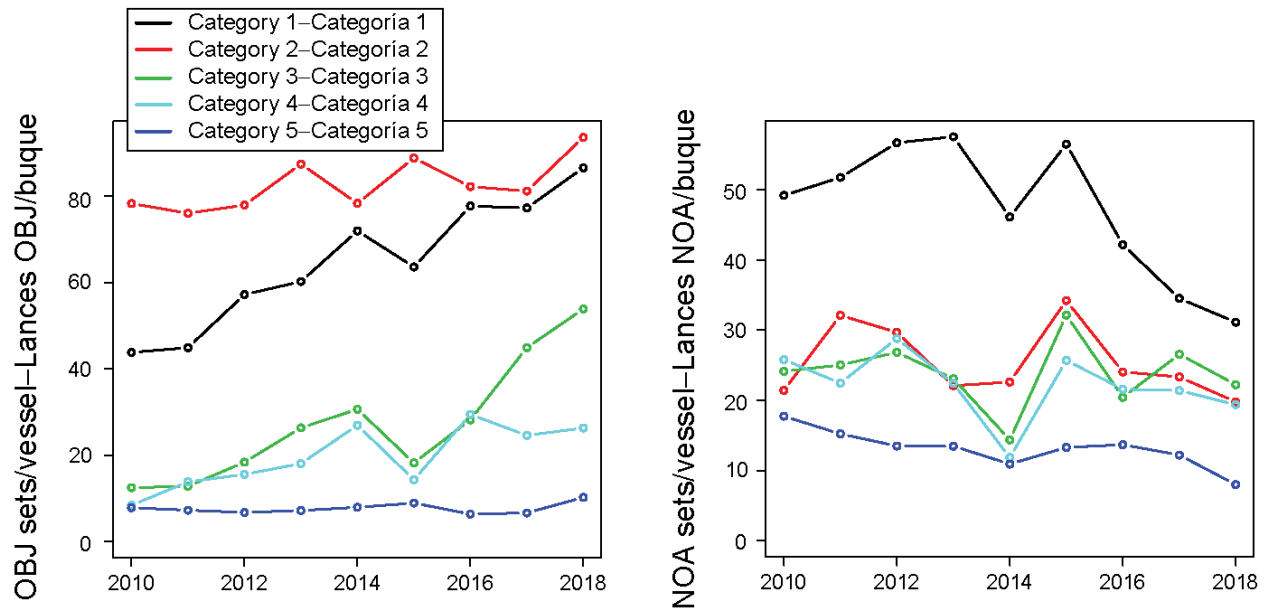 Category 1–Categoría 1
Category 2–Categoría 2
Category 3–Categoría 3
Category 4–Categoría 4
Category 5–Categoría 5
OBJ sets/vessel–Lances OBJ/buque
80
60
40
20
0
2010 2012 2014 2016 2018
NOA sets/vessel–Lances NOA/buque
50
40
30
20
10
0
2010 2012 2014 2016 2018